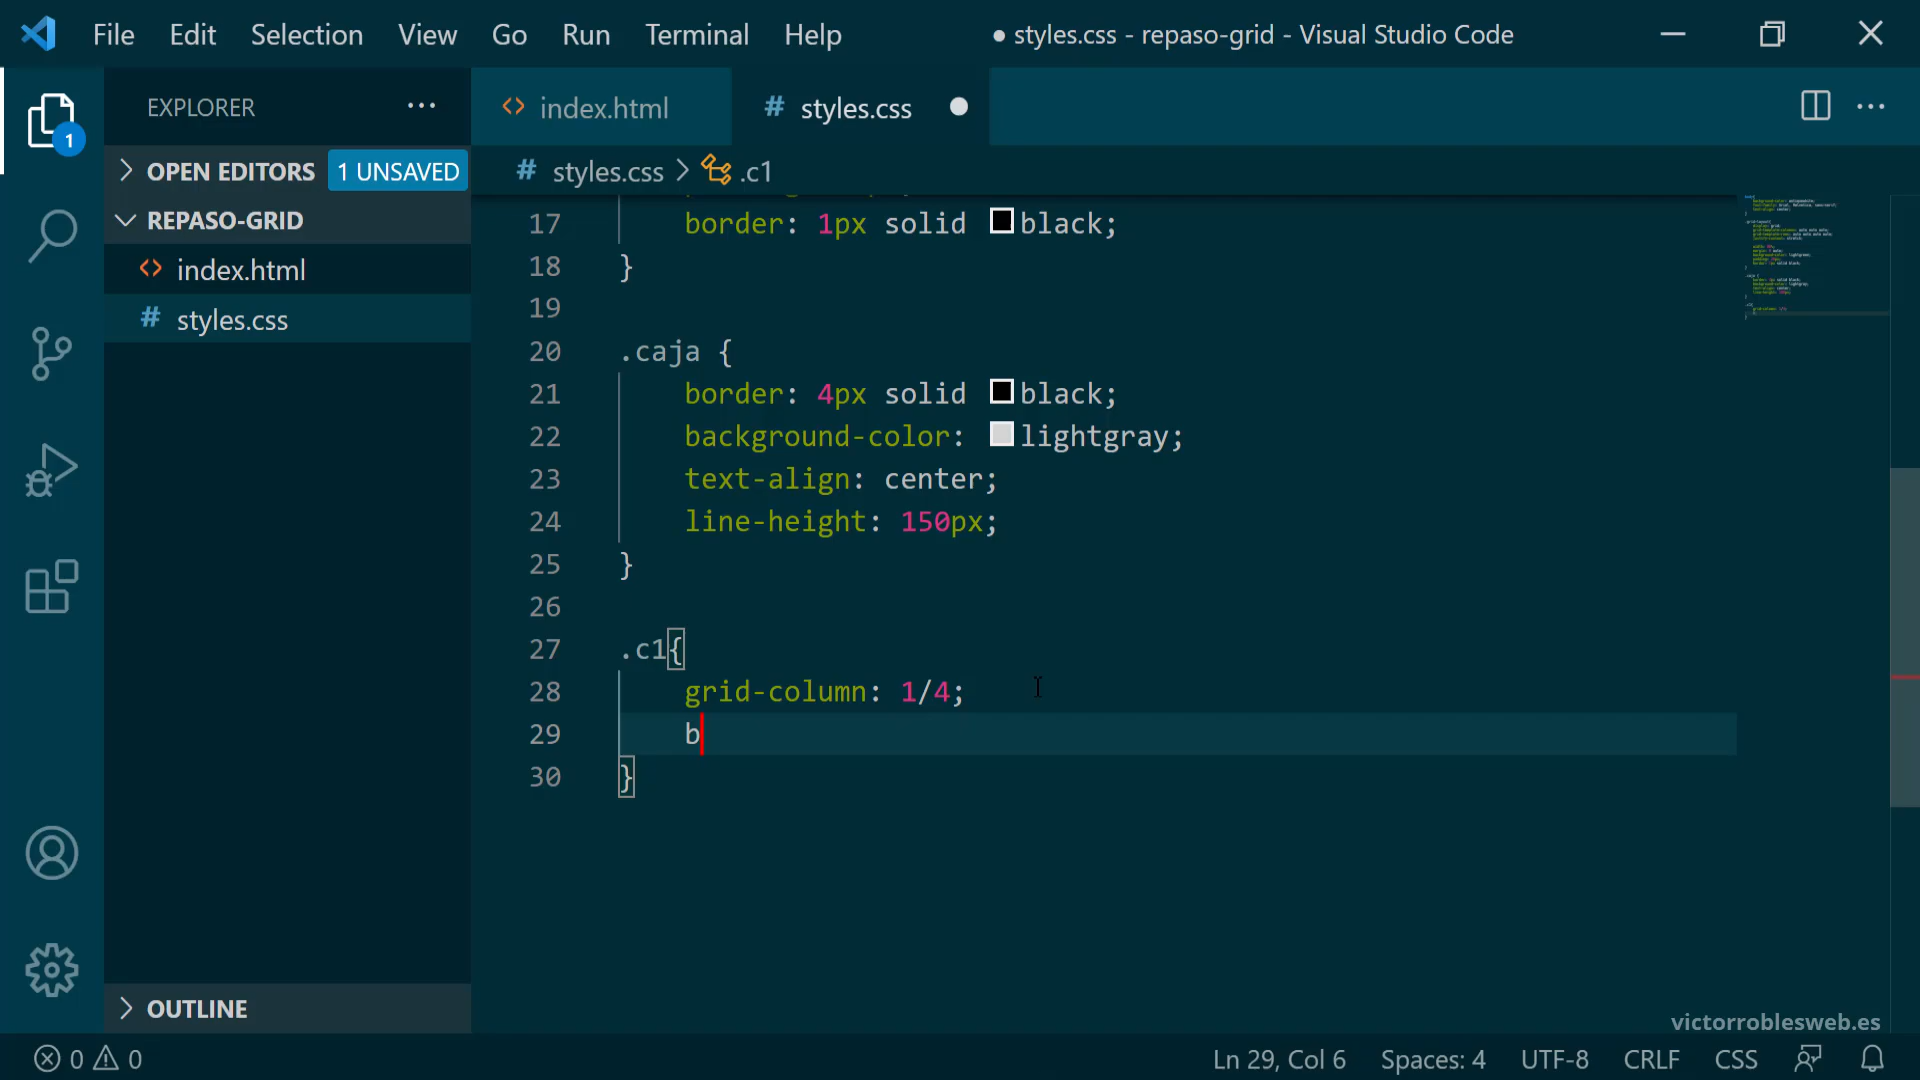 File Edit Selection View Go Run Terminal Help ● styles.css - repaso-grid - Visual Studio Code
EXPLORER
index.html
# styles.css
1
OPEN EDITORS 1 UNSAVED
# styles.css > .c1
REPASO-GRID
index.html
# styles.css
17 border: 1px solid black;
18 }
19
20 .caja {
21 border: 4px solid black;
22 background-color: lightgray;
23 text-align: center;
24 line-height: 150px;
25 }
26
27 .c1{
28 grid-column: 1/4;
29 b
30 }
OUTLINE
victorroblesweb.es
0 0 Ln 29, Col 6 Spaces: 4 UTF-8 CRLF CSS